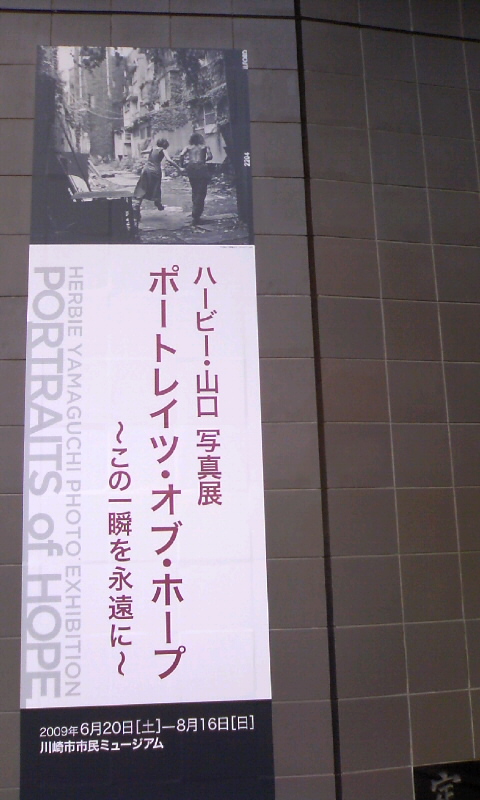 ILFORD
2204
ハービー・山口 写真展
ポートレイツ・オブ・ホープ
～この一瞬を永遠に～
HERBIE YAMAGUCHI PHOTO EXHIBITION
PORTRAITS of HOPE
2009年6月20日[土]―8月16日[日]
川崎市市民ミュージアム
定